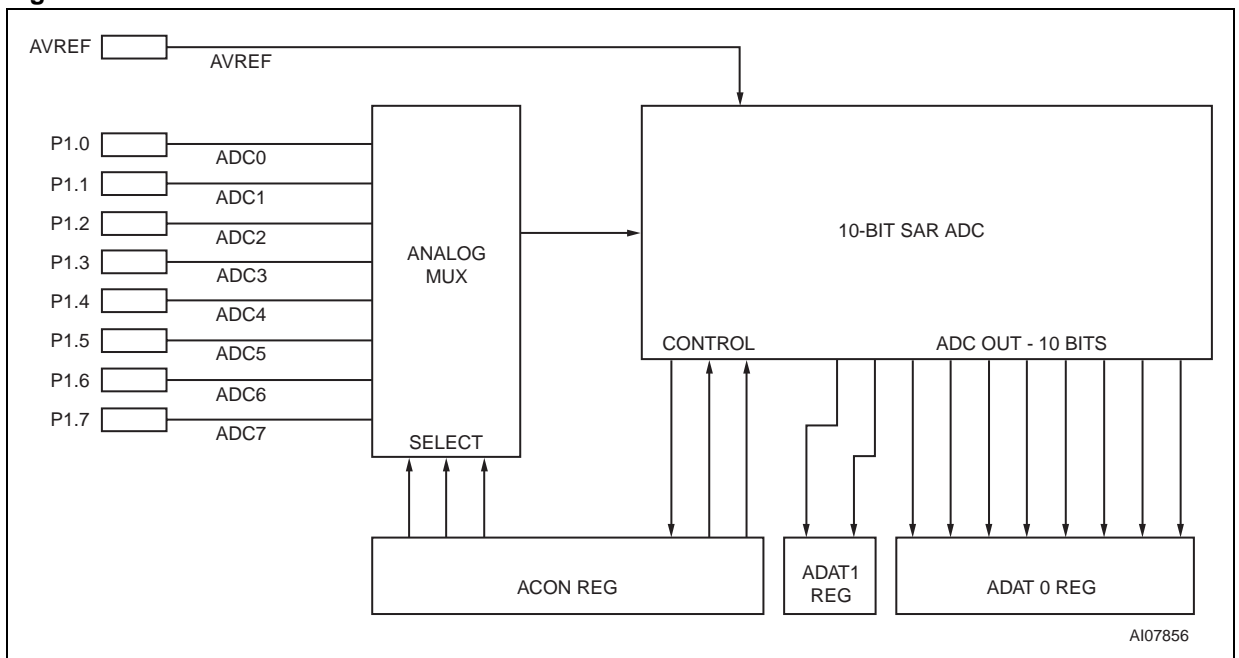 AVREF
AVREF
P1.0
ADC0
P1.1
ADC1
P1.2
ADC2
P1.3
ADC3
P1.4
ADC4
P1.5
ADC5
P1.6
ADC6
P1.7
ADC7
ANALOG
MUX
SELECT
10-BIT SAR ADC
CONTROL
ADC OUT - 10 BITS
ACON REG
ADAT1
REG
ADAT 0 REG
AI07856